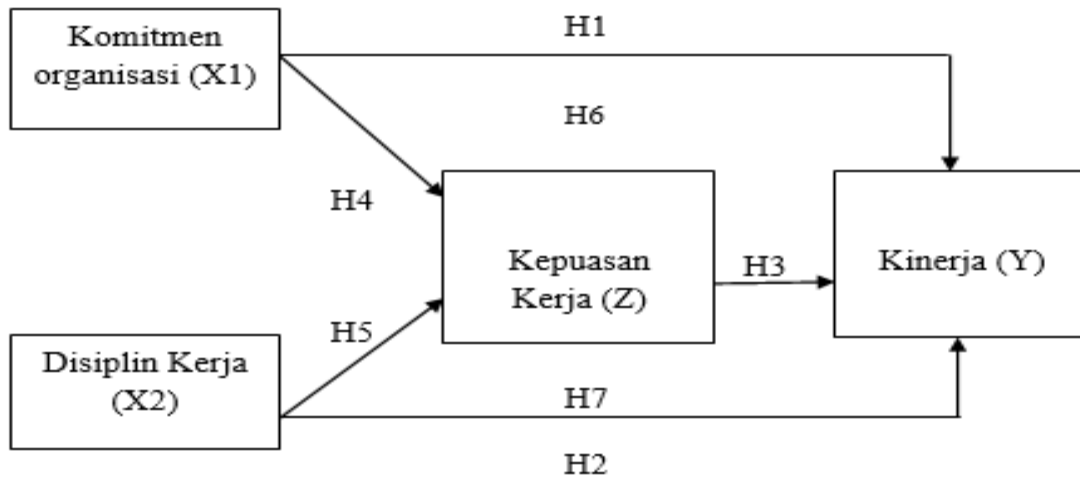 H1
Komitmen
organisasi (X1)
H6
H4
Kepuasan
Kerja (Z)
H3
Kinerja (Y)
H5
Disiplin Kerja
(X2)
H7
H2